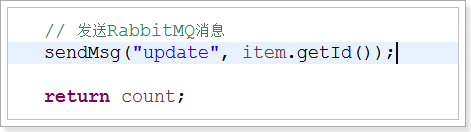 // 发送RabbitMQ消息
sendMsg("update", item.getId());
return count;